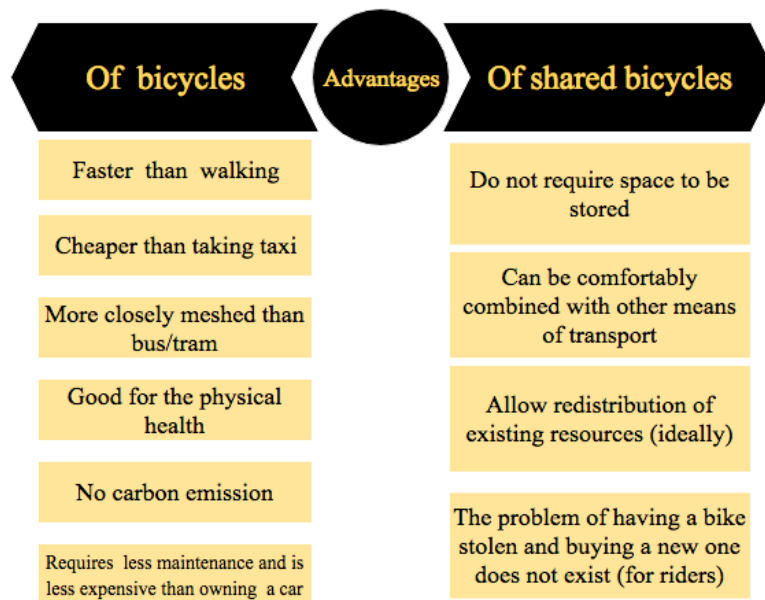 Of bicycles
Advantages
Of shared bicycles
Faster than walking
Cheaper than taking taxi
More closely meshed than
bus/tram
Good for the physical
health
No carbon emission
Requires less maintenance and is
less expensive than owning a car
Do not require space to be
stored
Can be comfortably
combined with other means
of transport
Allow redistribution of
existing resources (ideally)
The problem of having a bike
stolen and buying a new one
does not exist (for riders)